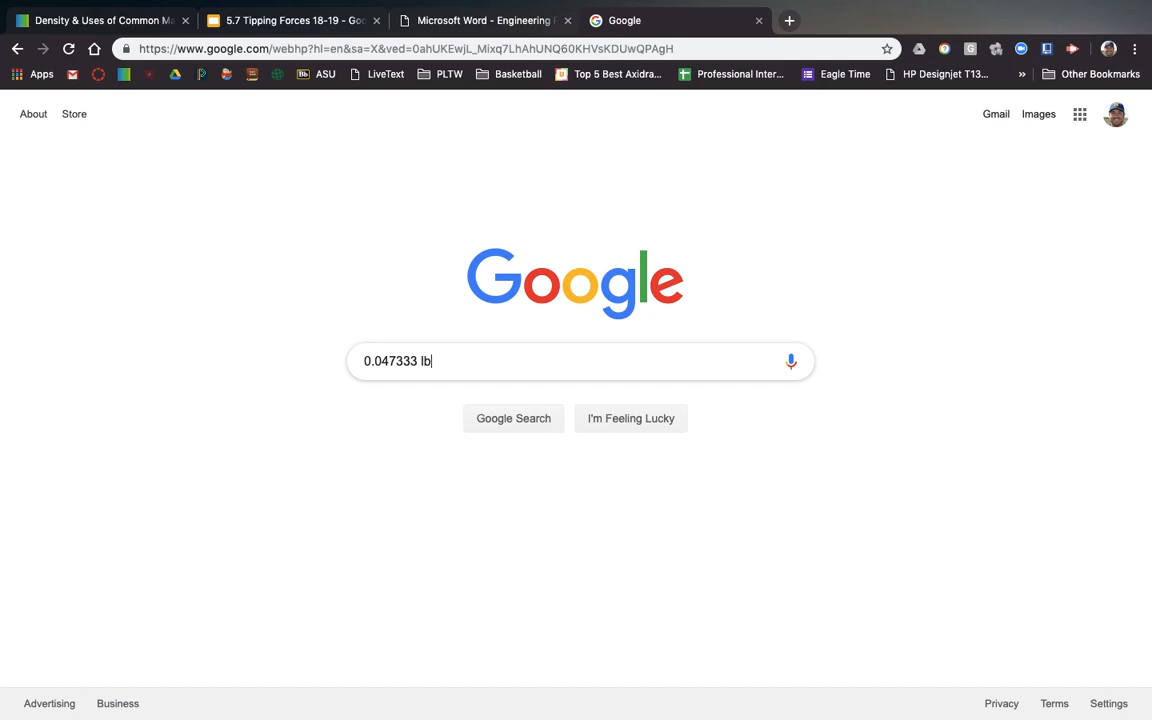 Density & Uses of Common Ma
5.7 Tipping Forces 18-19 - Goo
Microsoft Word - Engineering P
Google
https://www.google.com/webhp?hl=en&sa=X&ved=0ahUKEwjL_Mixq7LhAhUNQ60KHVsKDUwQPAgH
Apps
Bb ASU
LiveText
PLTW
Basketball
Top 5 Best Axidra...
Professional Inter...
Eagle Time
HP Designjet T13...
»
Other Bookmarks
About Store
Gmail Images
Google
0.047333 lb
Google Search I'm Feeling Lucky
Advertising Business
Privacy Terms Settings